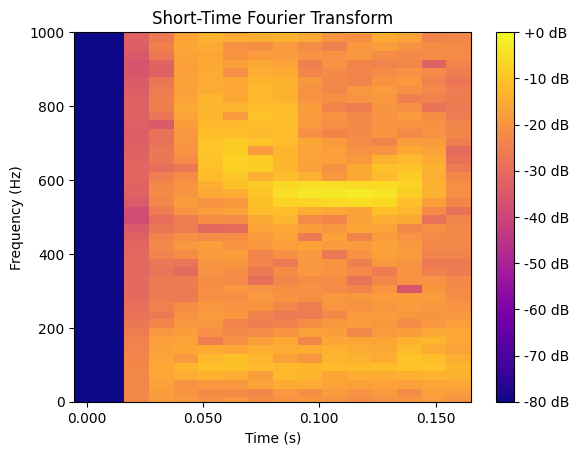 Short-Time Fourier Transform
1000
800
600
400
200
0
Frequency (Hz)
0.000
0.050
0.100
0.150
Time (s)
+0 dB
-10 dB
-20 dB
-30 dB
-40 dB
-50 dB
-60 dB
-70 dB
-80 dB